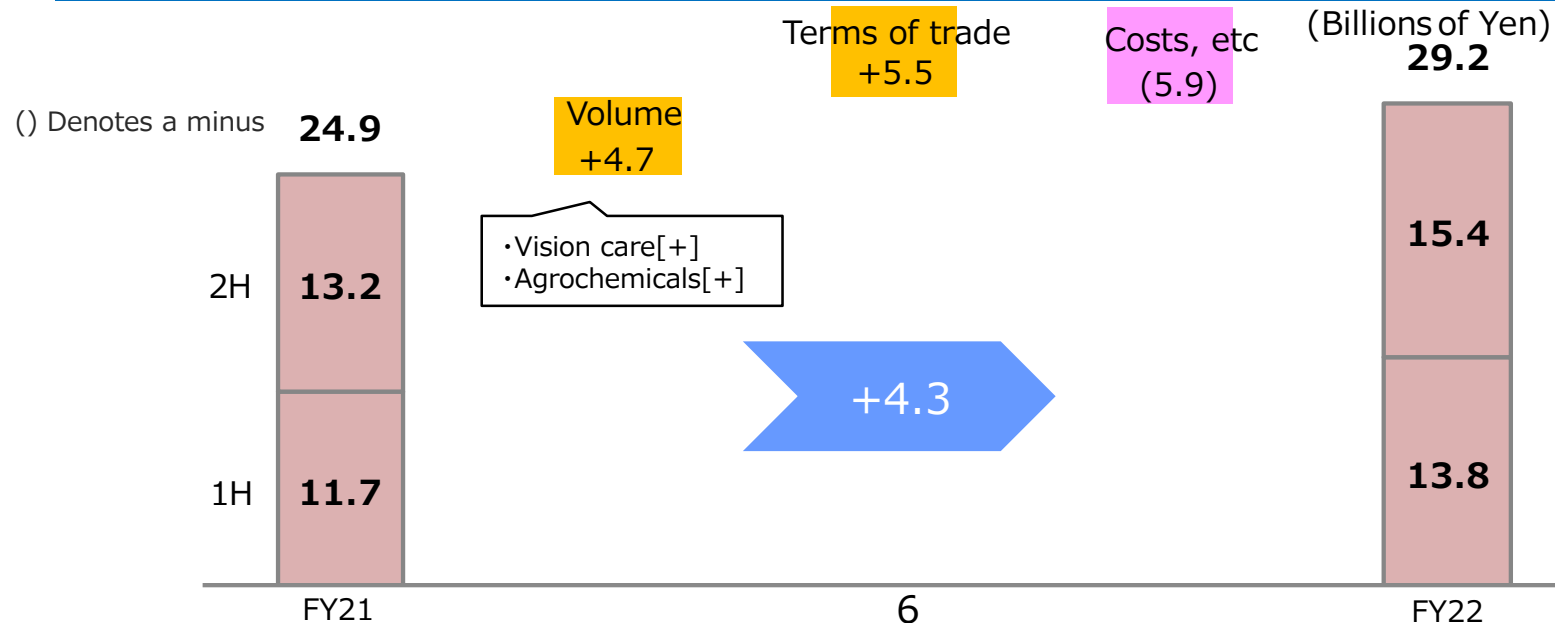 (Billions of Yen)
Terms of trade
+5.5
Costs, etc
(5.9)
29.2
() Denotes a minus
24.9
Volume
+4.7
・Vision care[+]
・Agrochemicals[+]
2H
13.2
15.4
+4.3
1H
11.7
13.8
FY21
6
FY22